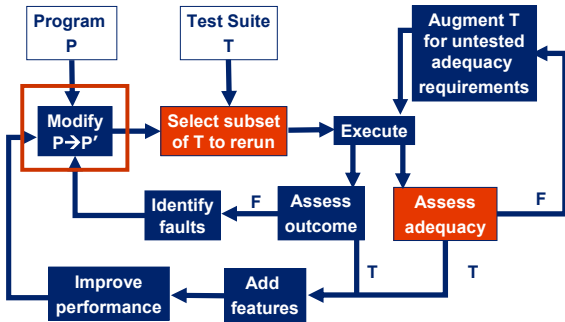 Program
P
Test Suite
T
Augment T
for untested
adequacy
requirements
Modify
P→P'
Select subset
of T to rerun
Execute
Identify
faults
F
Assess
outcome
Assess
adequacy
F
T
T
Improve
performance
Add
features